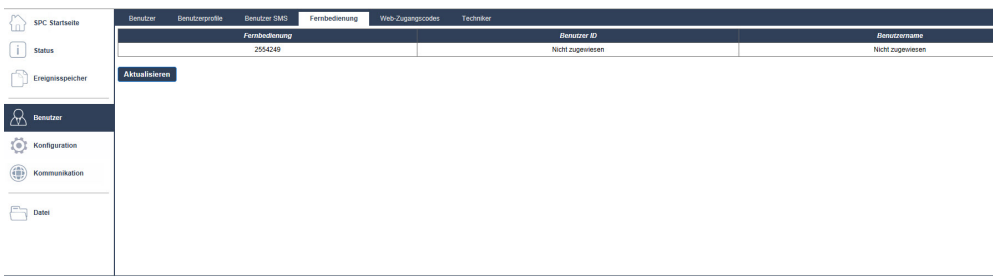 SPC Startseite
Status
Ereignisspeicher
Benutzer
Konfiguration
Kommunikation
Datei
Benutzer Benutzerprofile Benutzer SMS Fernbedienung Web-Zugangscodes Techniker
Fernbedienung Benutzer ID Benutzername
2554249 Nicht zugewiesen Nicht zugewiesen
Aktualisieren